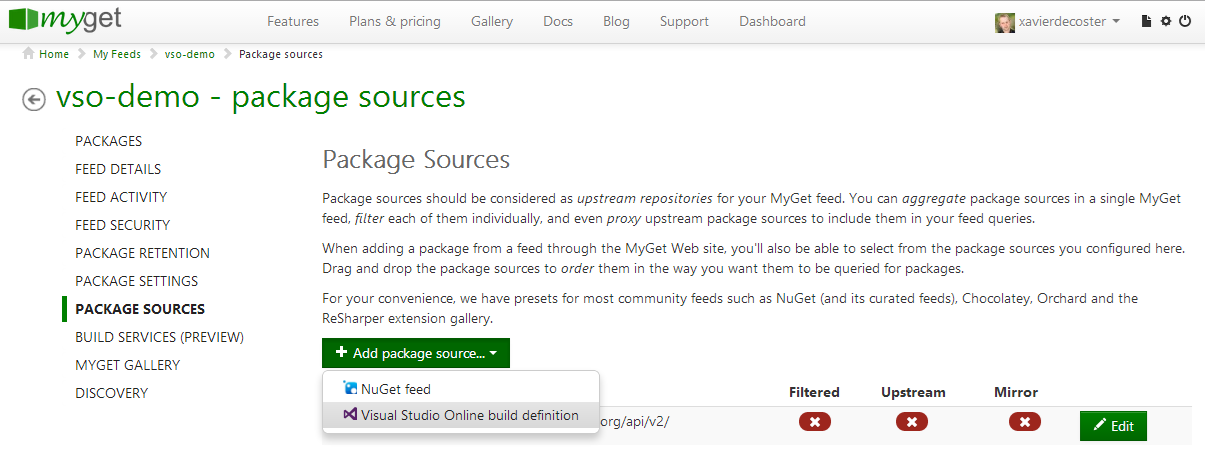 myget Features Plans & pricing Gallery Docs Blog Support Dashboard xavierdecoster
Home My Feeds vso-demo Package sources
vso-demo - package sources
PACKAGES
FEED DETAILS
FEED ACTIVITY
FEED SECURITY
PACKAGE RETENTION
PACKAGE SETTINGS
PACKAGE SOURCES
BUILD SERVICES (PREVIEW)
MYGET GALLERY
DISCOVERY
Package Sources
Package sources should be considered as upstream repositories for your MyGet feed. You can aggregate package sources in a single MyGet
feed, filter each of them individually, and even proxy upstream package sources to include them in your feed queries.
When adding a package from a feed through the MyGet Web site, you'll also be able to select from the package sources you configured here.
Drag and drop the package sources to order them in the way you want them to be queried for packages.
For your convenience, we have presets for most community feeds such as NuGet (and its curated feeds), Chocolatey, Orchard and the
ReSharper extension gallery.
Add package source...
NuGet feed
Visual Studio Online build definition
Filtered Upstream Mirror
org/api/v2/ Edit